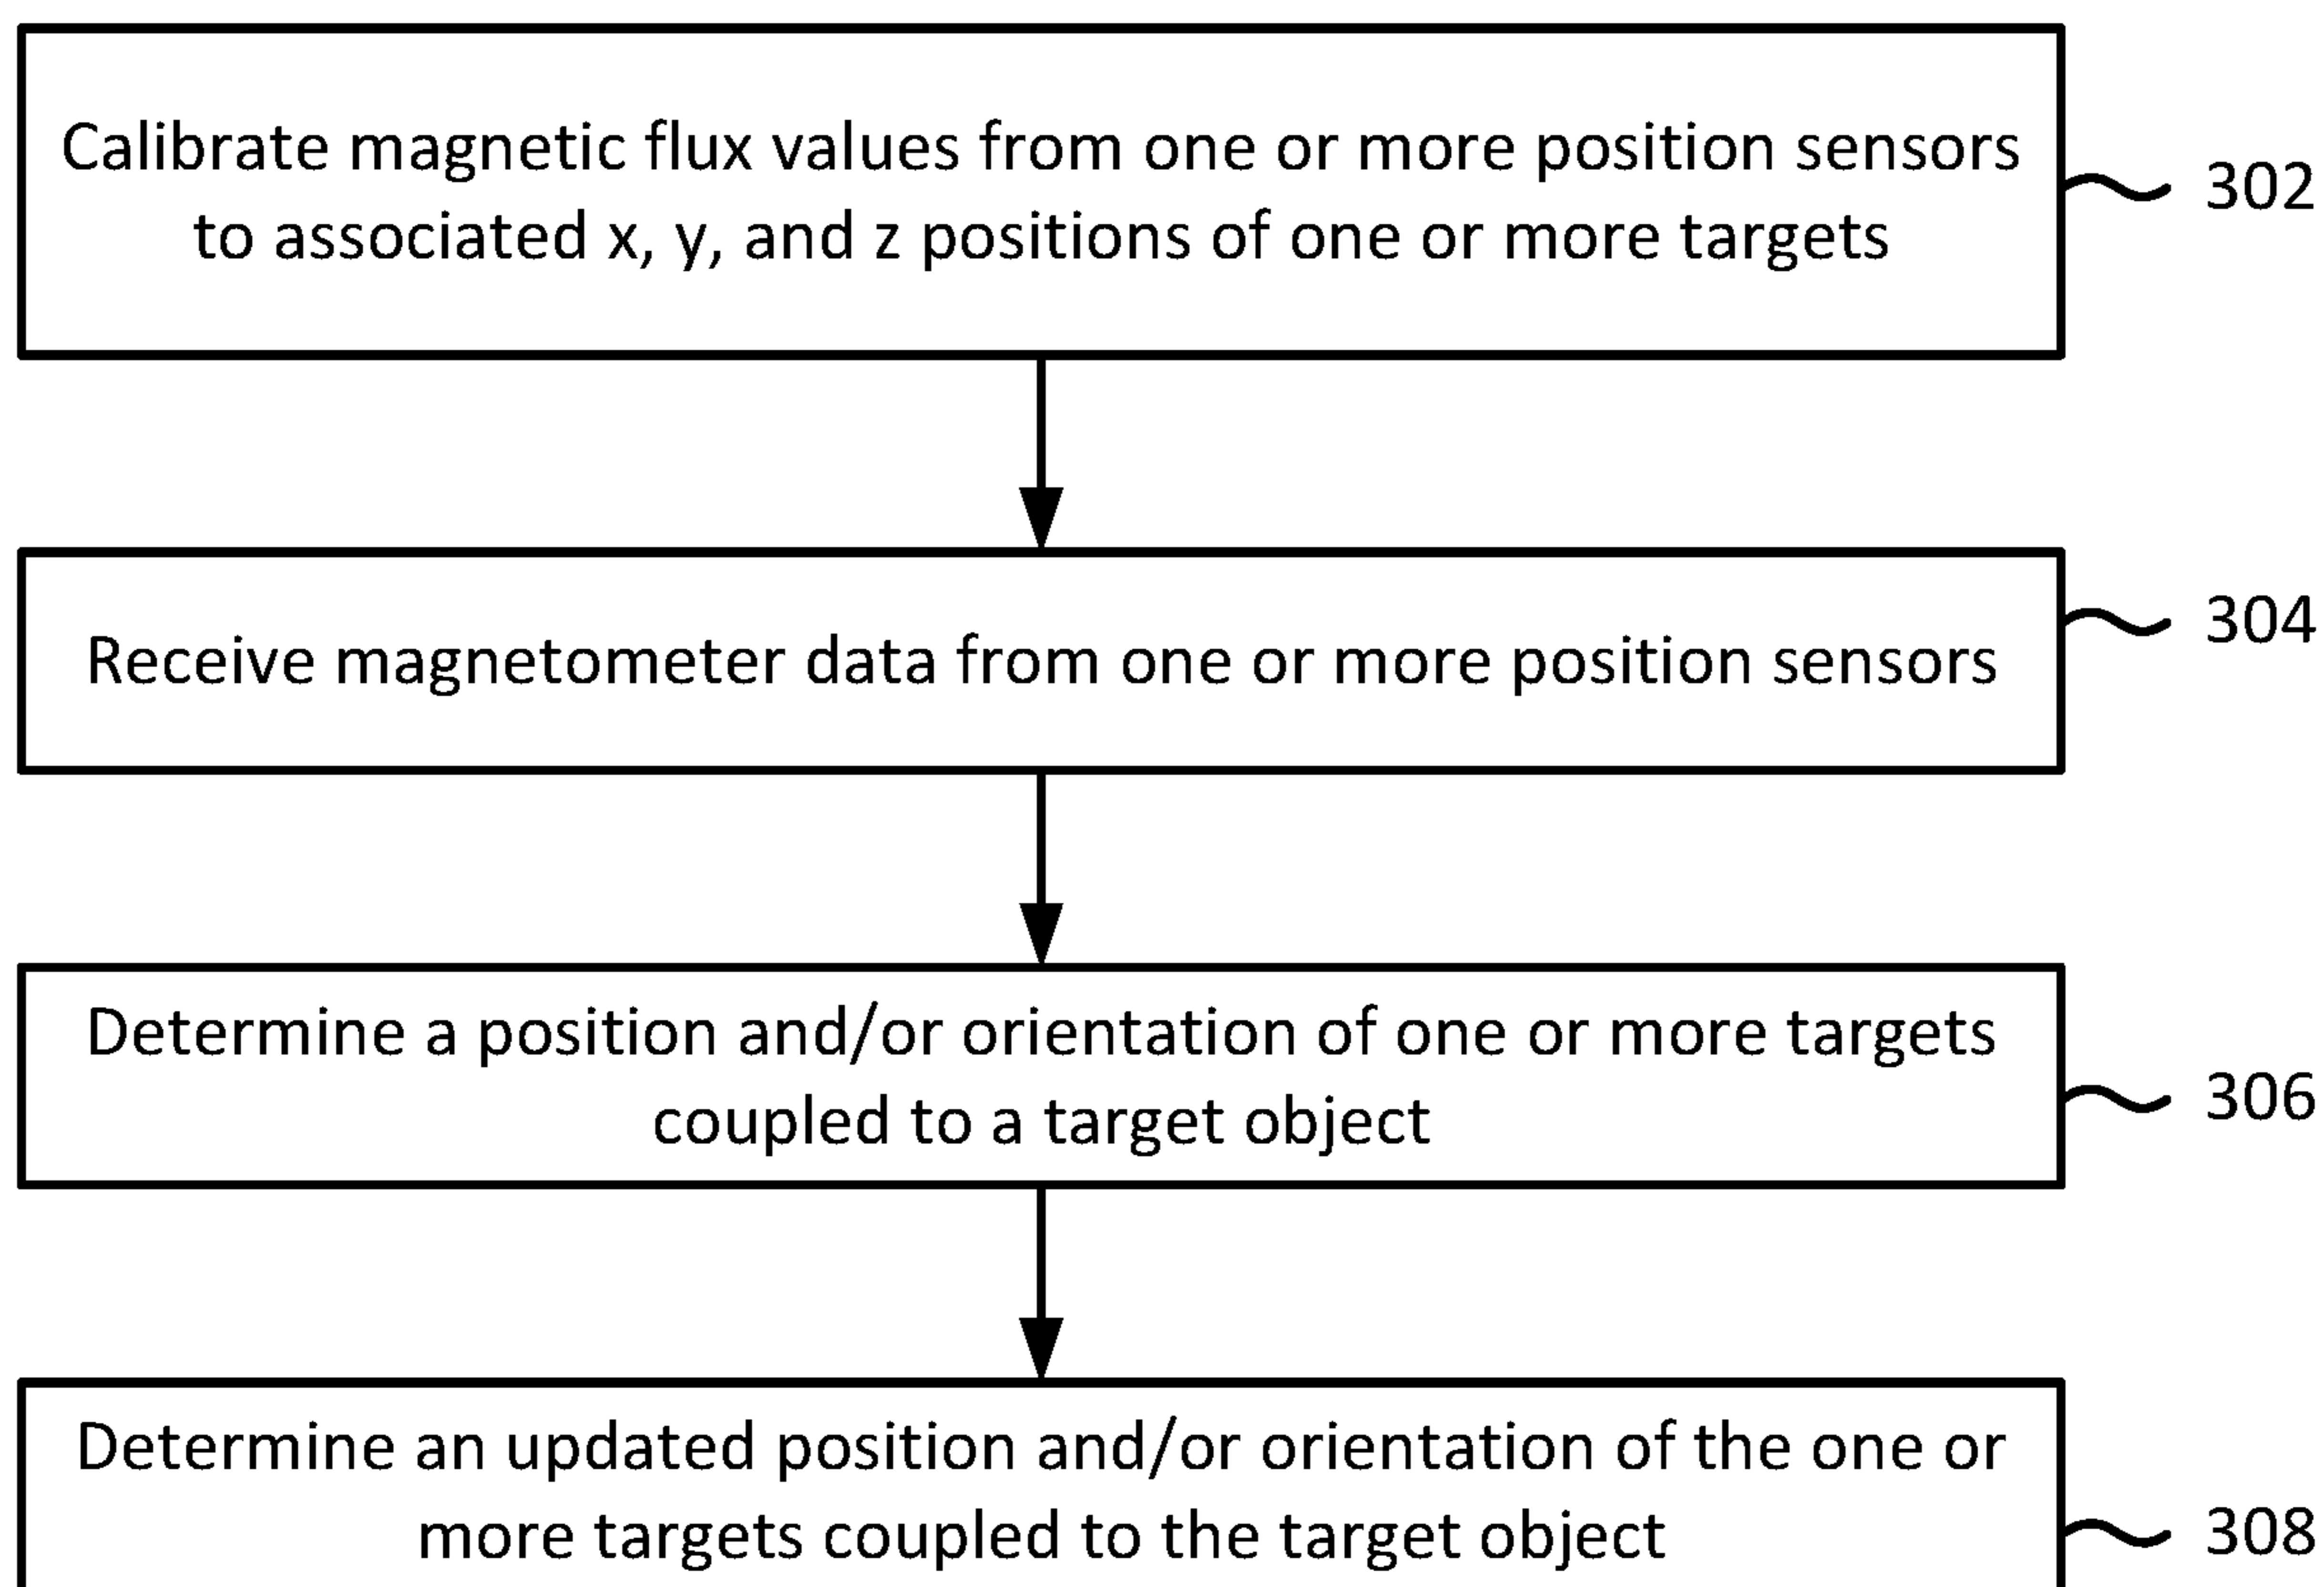 Calibrate magnetic flux values from one or more position sensors
to associated x, y, and z positions of one or more targets
302
Receive magnetometer data from one or more position sensors
304
Determine a position and/or orientation of one or more targets
coupled to a target object
306
Determine an updated position and/or orientation of the one or
more targets coupled to the target object
308